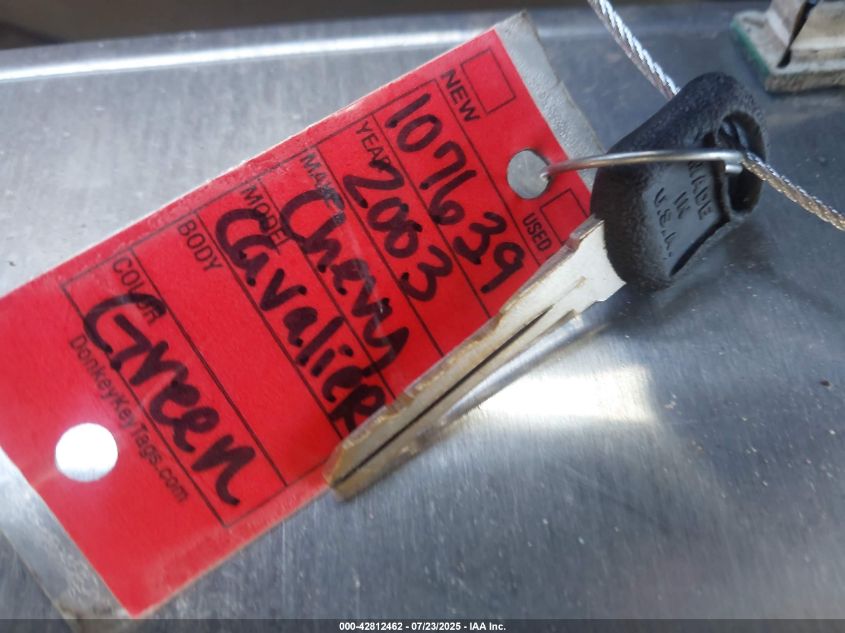 NEW
USED
1076639
YEAR 2003
MAKE Chevy
MODEL Cavalier
BODY
COLOR Green
DonkeyKeyTags.com
MADE
IN
U.S.A.
000-42812462 - 07/23/2025 - IAA Inc.